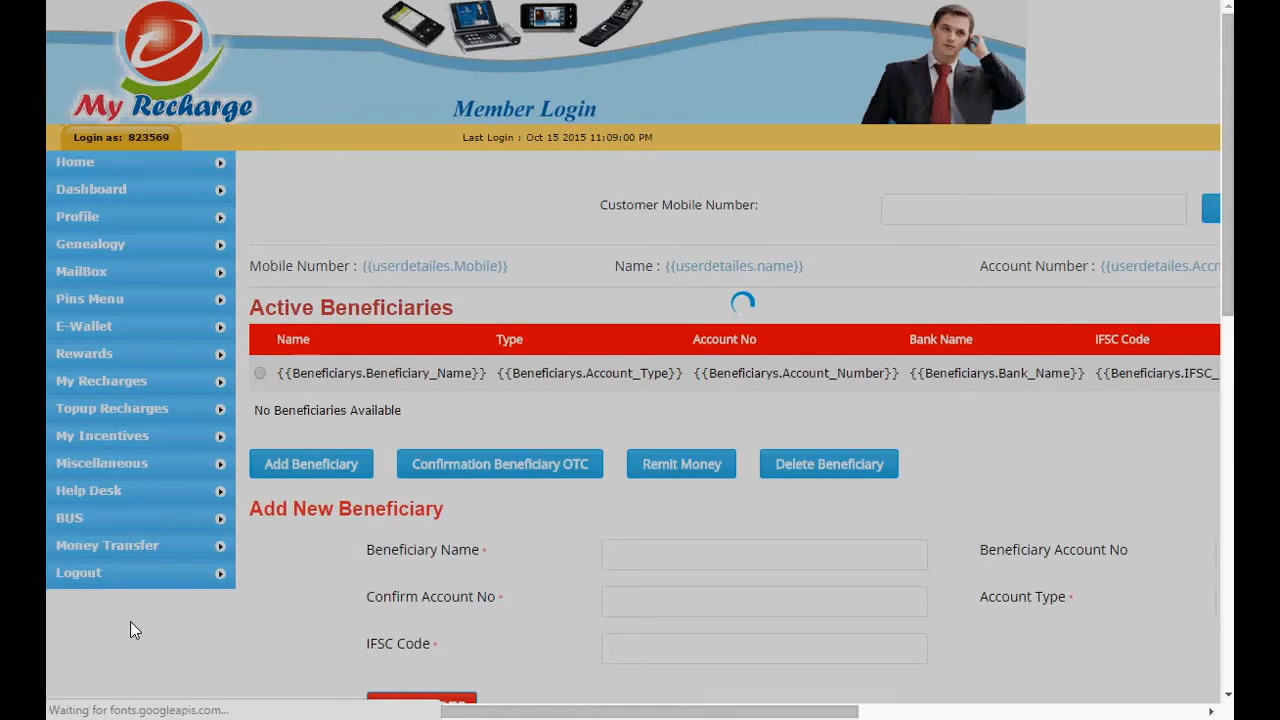 My Recharge
Member Login
Login as: 823569
Last Login : Oct 15 2015 11:09:00 PM
Home
Dashboard
Profile
Genealogy
MailBox
Pins Menu
E-Wallet
Rewards
My Recharges
Topup Recharges
My Incentives
Miscellaneous
Help Desk
BUS
Money Transfer
Logout
Customer Mobile Number:
Mobile Number : {{userdetailes.Mobile}} Name : {{userdetailes.name}} Account Number : {{userdetailes.Acc
Active Beneficiaries
Name Type Account No Bank Name IFSC Code
{{Beneficiarys.Beneficiary_Name}} {{Beneficiarys.Account_Type}} {{Beneficiarys.Account_Number}} {{Beneficiarys.Bank_Name}} {{Beneficiarys.IFSC_
No Beneficiaries Available
Add Beneficiary Confirmation Beneficiary OTC Remit Money Delete Beneficiary
Add New Beneficiary
Beneficiary Name * Beneficiary Account No
Confirm Account No * Account Type *
IFSC Code *
Waiting for fonts.googleapis.com...